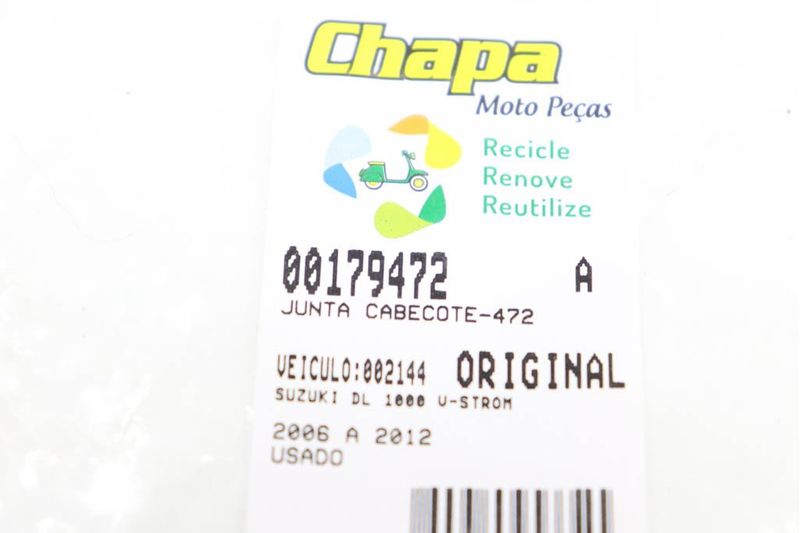 Chapa
Moto Peças
Recicle
Renove
Reutilize
00179472 A
JUNTA CABECOTE-472
VEICULO:002144 ORIGINAL
SUZUKI DL 1000 V-STROM
2006 A 2012
USADO